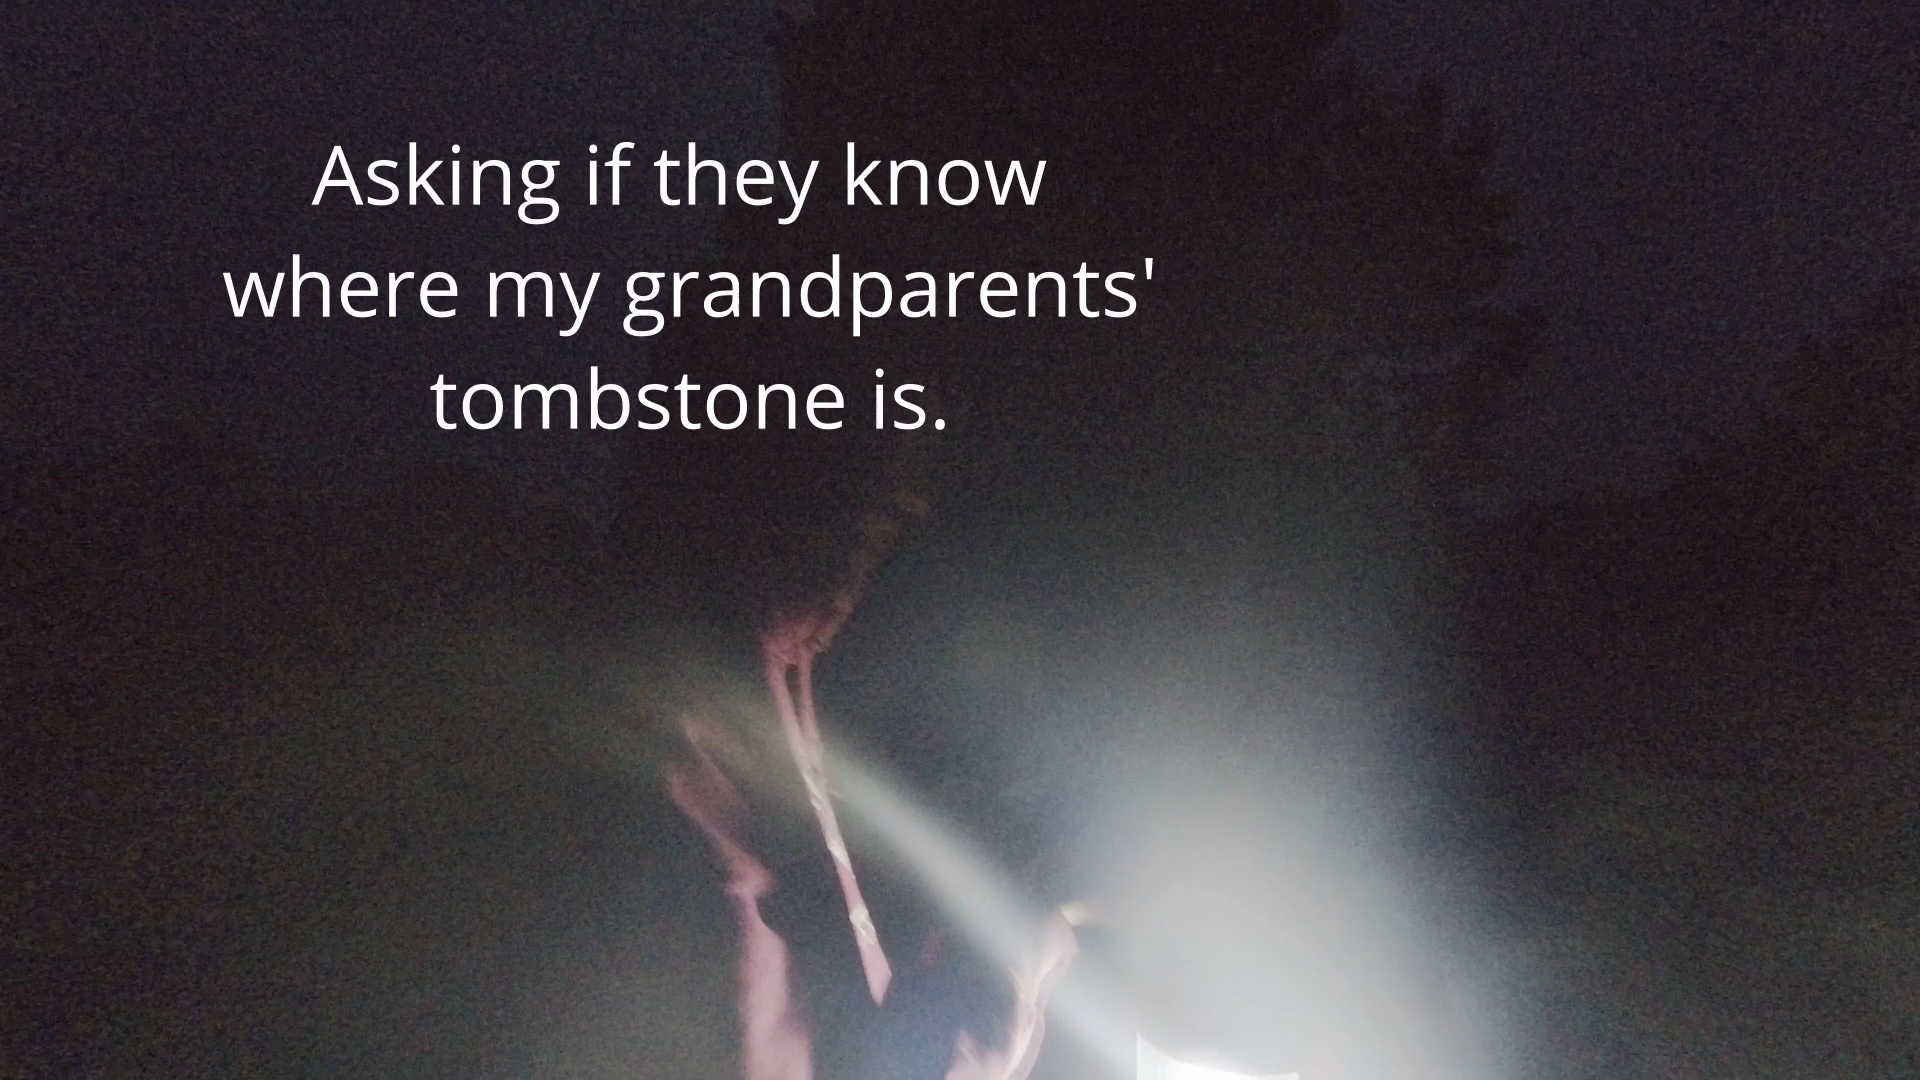 Asking if they know
where my grandparents'
tombstone is.